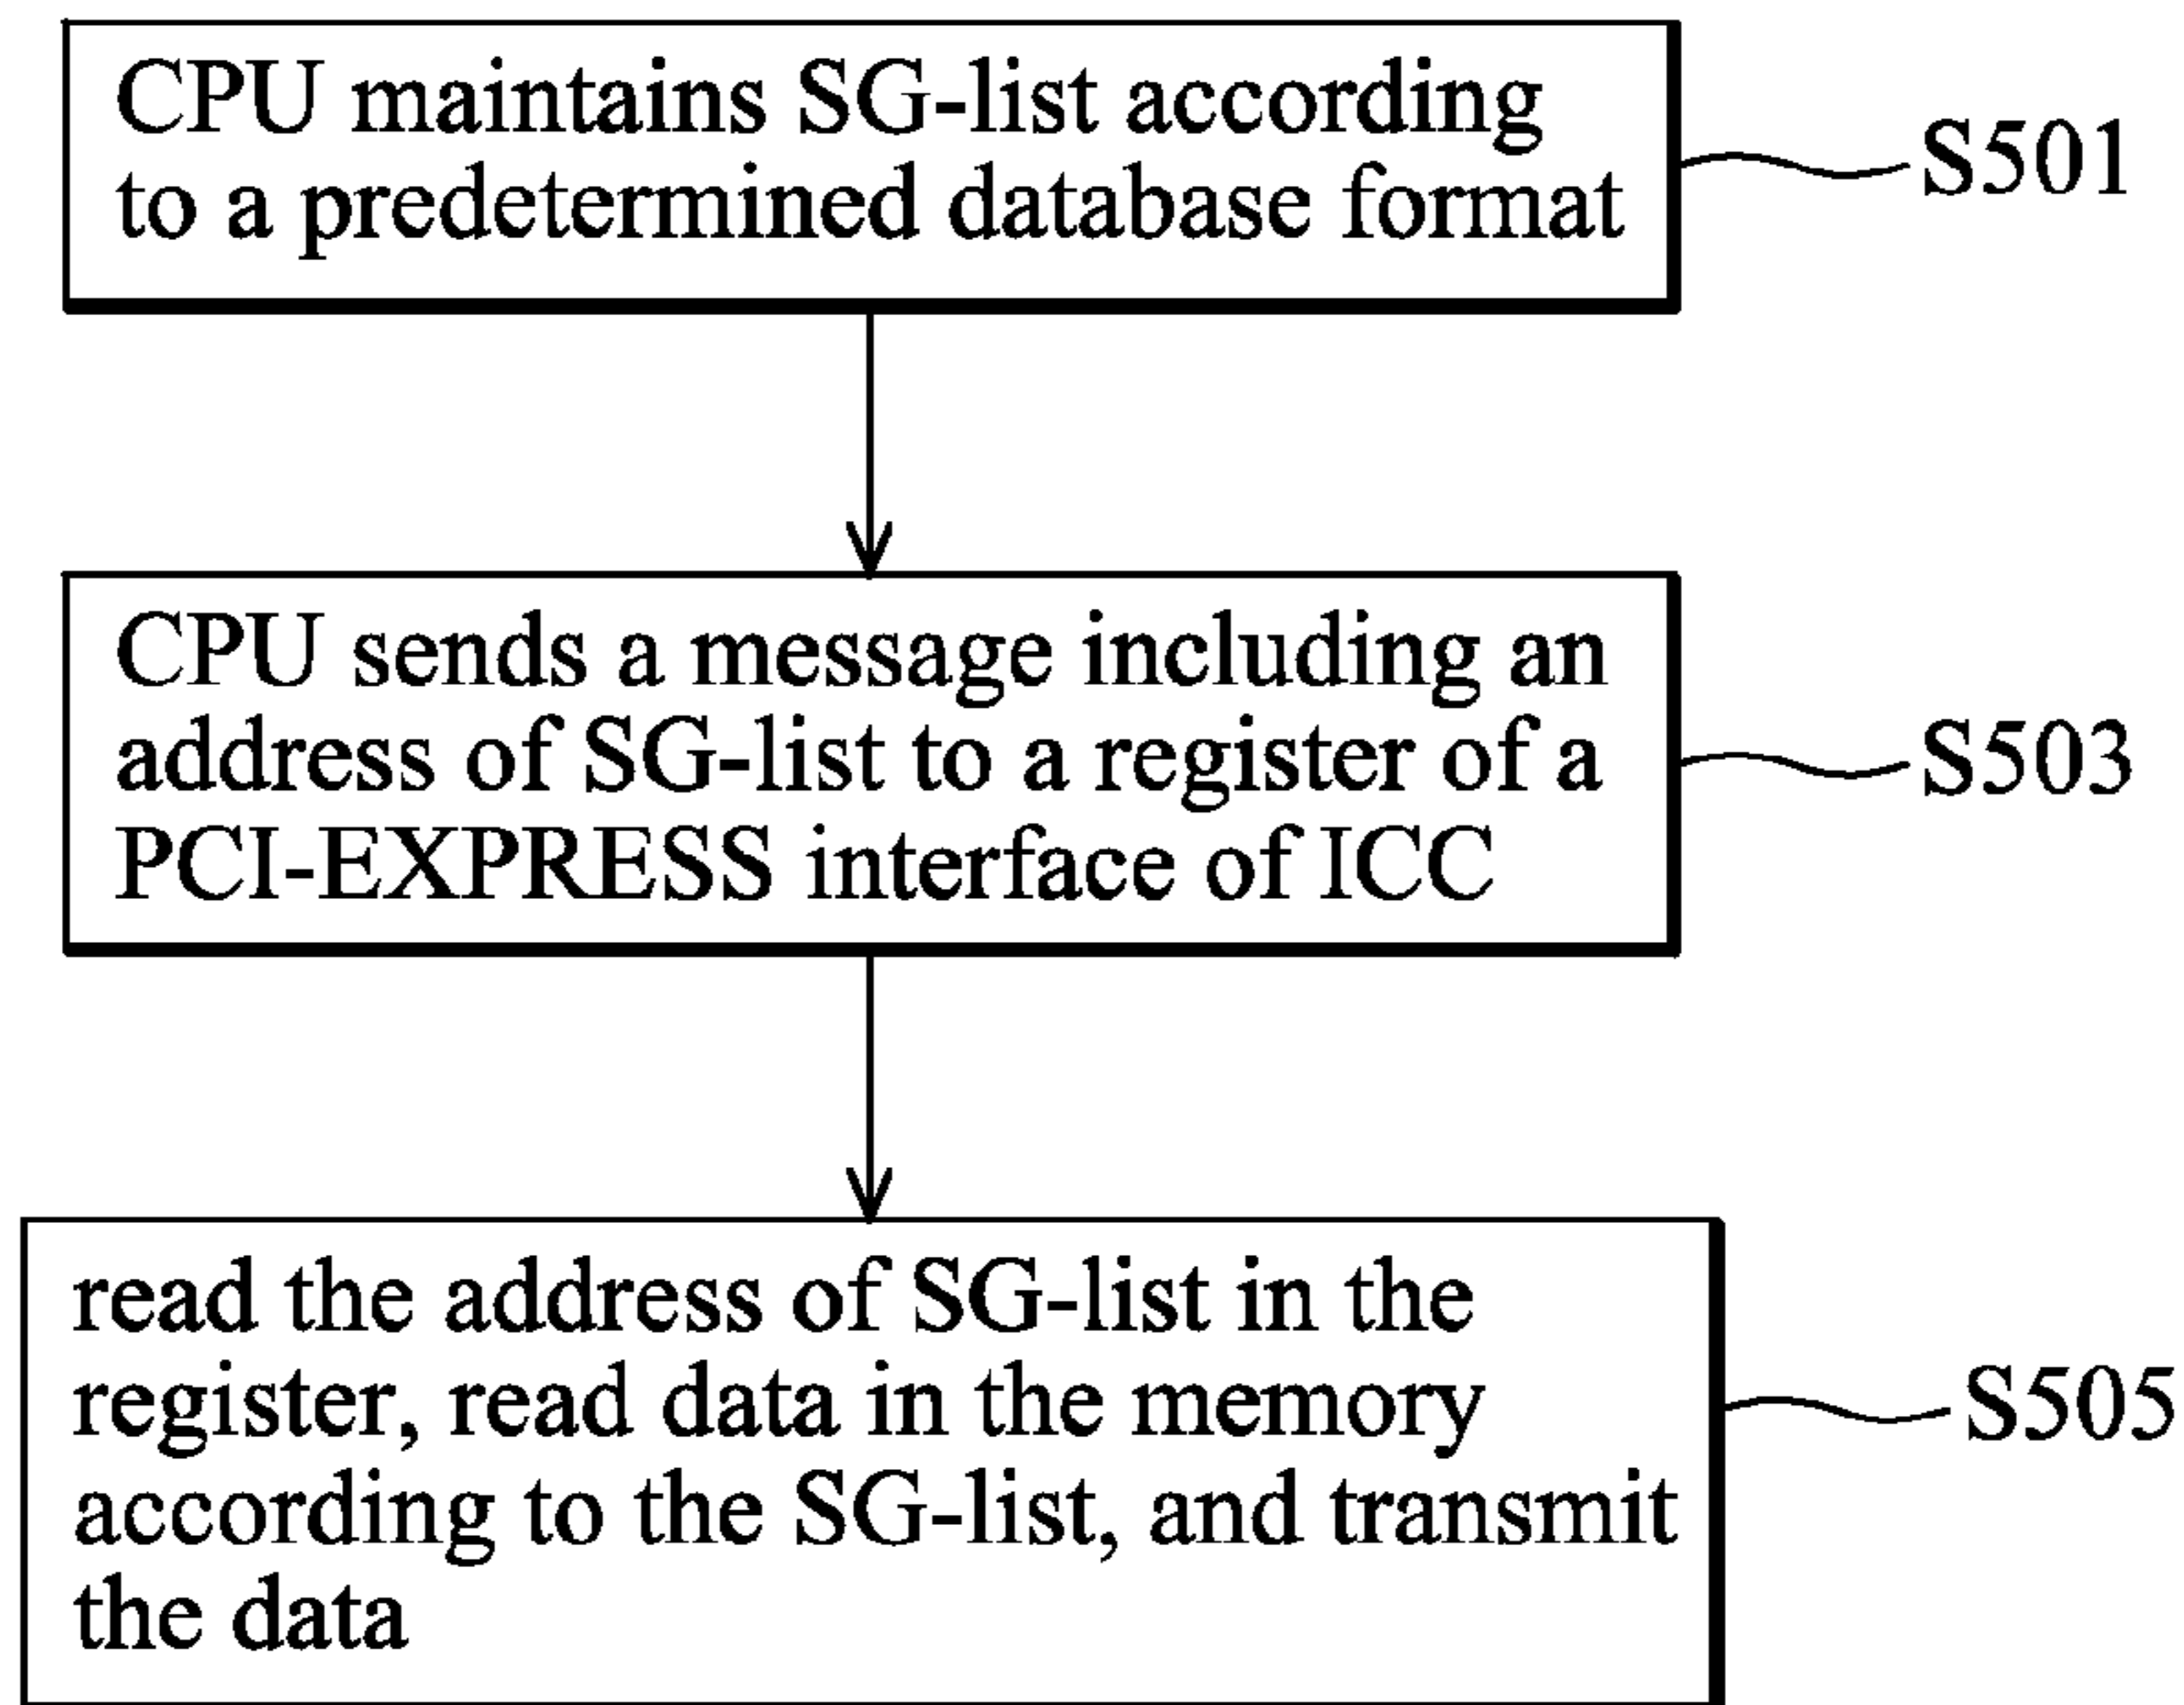 CPU maintains SG-list according
to a predetermined database format
S501
CPU sends a message including an
address of SG-list to a register of a
PCI-EXPRESS interface of ICC
S503
read the address of SG-list in the
register, read data in the memory
according to the SG-list, and transmit
the data
S505